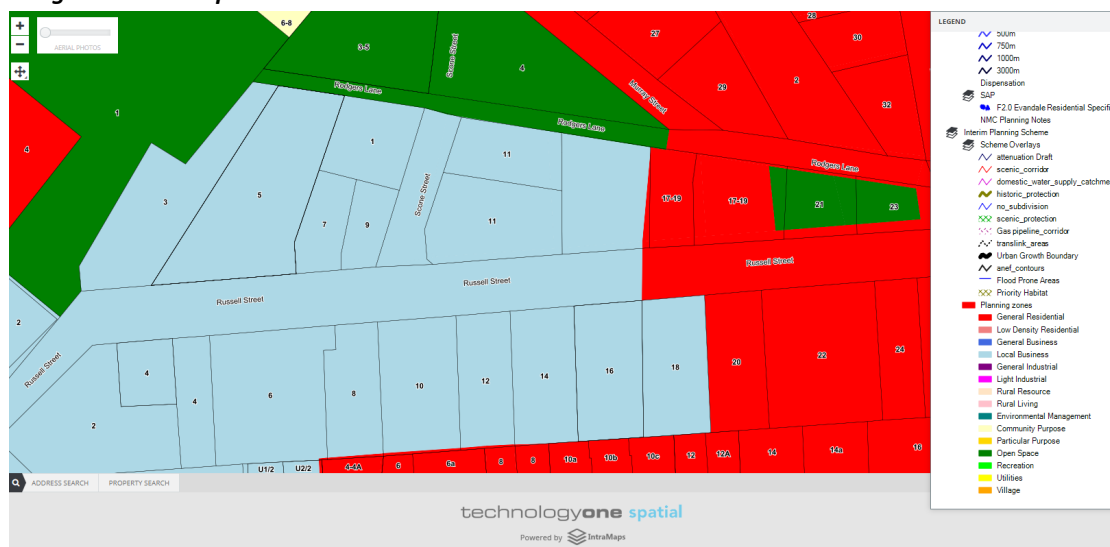 +
−
AERIAL PHOTOS
6-8
3-5
Scone Street
4
27
28
30
2
29
32
Murray Street
1
Rodgers Lane
Rodgers Lane
Rodgers Lane
4
3
5
1
7
9
Scone Street
11
11
17-19
17-19
21
23
Russell Street
Russell Street
Russell Street
2
Russell Street
4
4
2
6
8
10
12
14
16
18
20
22
24
U1/2
U2/2
4-4A
6
6a
8
8
10a
10b
10c
12
12A
14
14a
16
LEGEND
500m
750m
1000m
3000m
Dispensation
SAP
F2.0 Evandale Residential Specifi
NMC Planning Notes
Interim Planning Scheme
Scheme Overlays
attenuation Draft
scenic_corridor
domestic_water_supply_catchme
historic_protection
no_subdivision
scenic_protection
Gas pipeline_corridor
translink_areas
Urban Growth Boundary
anef_contours
Flood Prone Areas
Priority Habitat
Planning zones
General Residential
Low Density Residential
General Business
Local Business
General Industrial
Light Industrial
Rural Resource
Rural Living
Environmental Management
Community Purpose
Particular Purpose
Open Space
Recreation
Utilities
Village
ADDRESS SEARCH PROPERTY SEARCH
technologyone spatial
Powered by IntraMaps